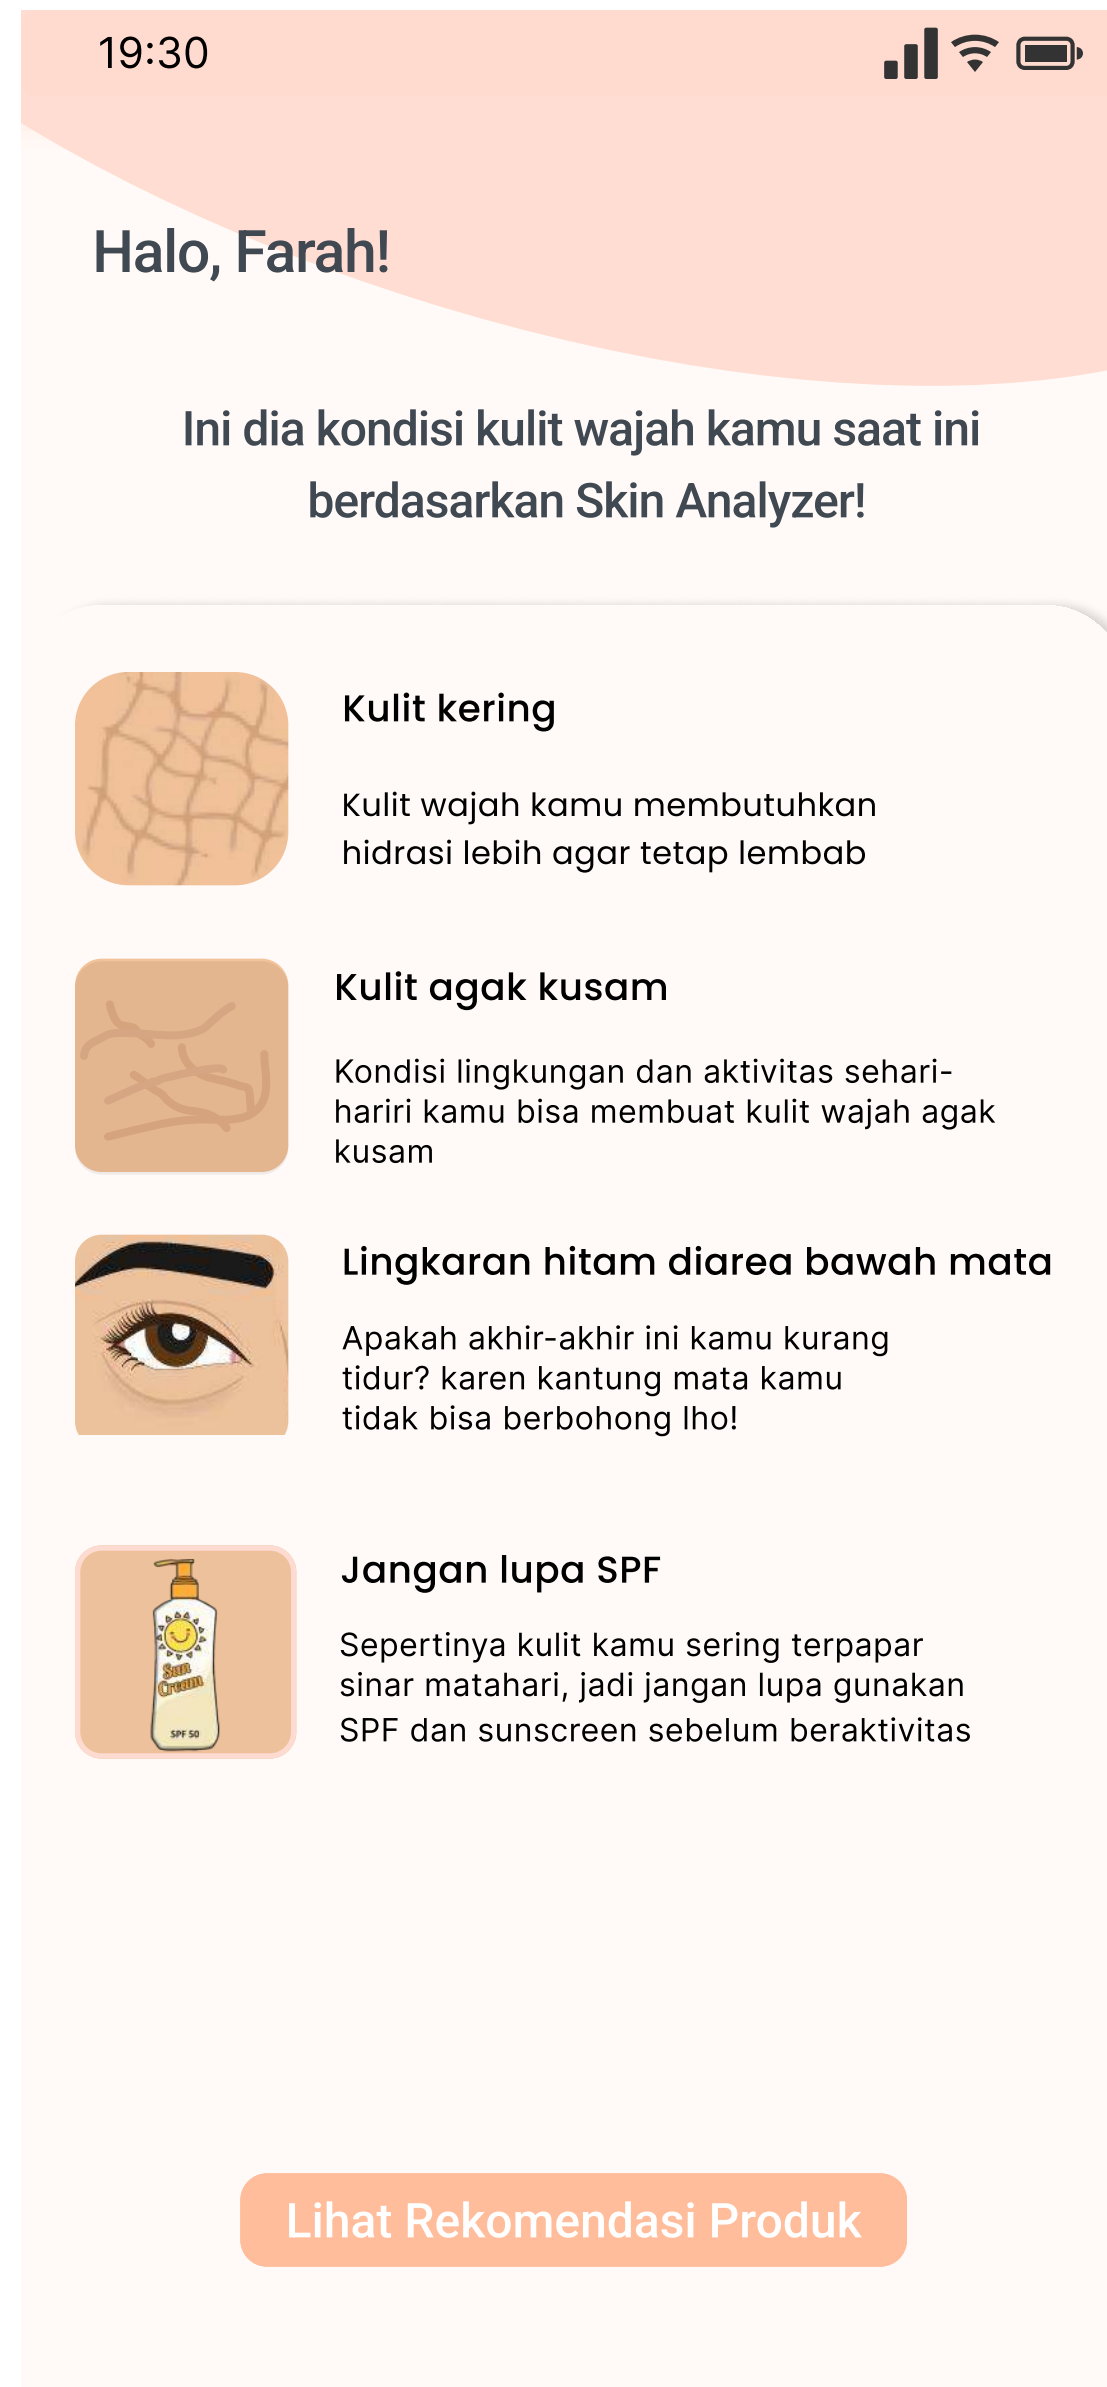 19:30
Halo, Farah!
Ini dia kondisi kulit wajah kamu saat ini
berdasarkan Skin Analyzer!
Kulit kering
Kulit wajah kamu membutuhkan
hidrasi lebih agar tetap lembab
Kulit agak kusam
Kondisi lingkungan dan aktivitas sehari-
hariri kamu bisa membuat kulit wajah agak
kusam
Lingkaran hitam diarea bawah mata
Apakah akhir-akhir ini kamu kurang
tidur? karen kantung mata kamu
tidak bisa berbohong lho!
Sun
Cream
SPF 50
Jangan lupa SPF
Sepertinya kulit kamu sering terpapar
sinar matahari, jadi jangan lupa gunakan
SPF dan sunscreen sebelum beraktivitas
Lihat Rekomendasi Produk